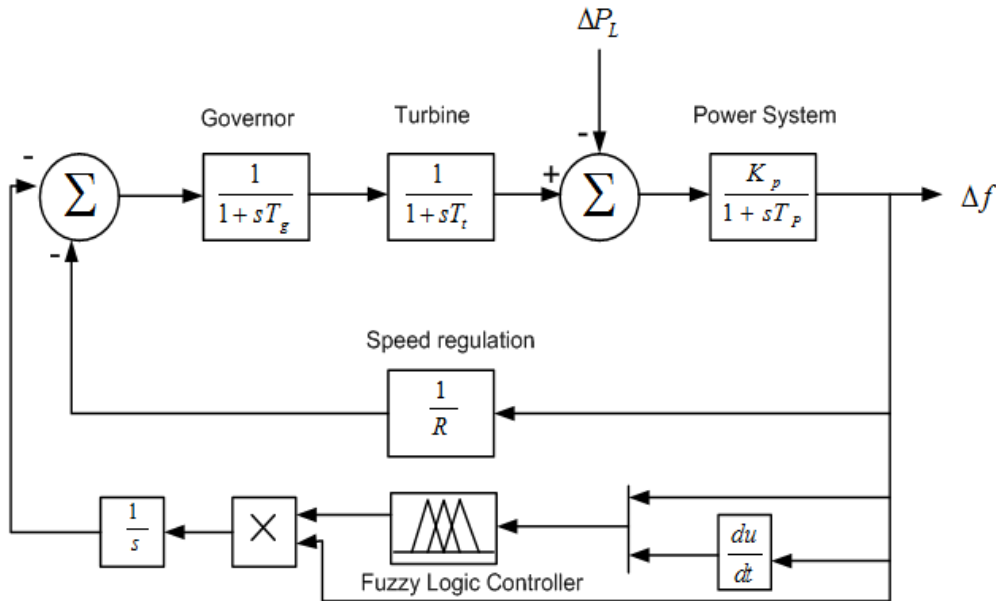 ΔP_L
Governor
Turbine
Power System
-
-
+
-
Σ
1 / (1 + sT_g)
1 / (1 + sT_t)
Σ
K_p / (1 + sT_P)
Δf
Speed regulation
1 / R
1 / s
×
du / dt
Fuzzy Logic Controller